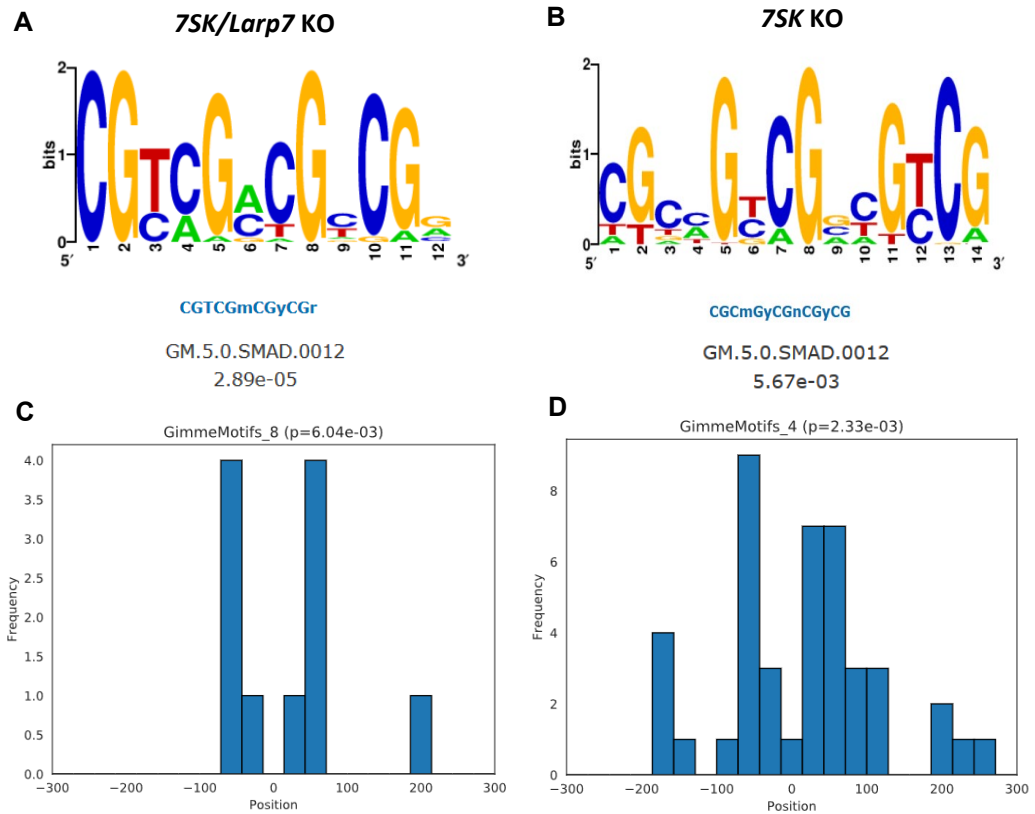 A
7SK/Larp7 KO
B
7SK KO
2
1
0
bits
5′
1 2 3 4 5 6 7 8 9 10 11 12
3′
2
1
0
bits
5′
1 2 3 4 5 6 7 8 9 10 11 12 13 14
3′
CGTCGmCGyCGr
CGCmGyCGnCGyCG
GM.5.0.SMAD.0012
2.89e-05
GM.5.0.SMAD.0012
5.67e-03
C
GimmeMotifs_8 (p=6.04e-03)
4.0
3.5
3.0
2.5
2.0
1.5
1.0
0.5
0.0
Frequency
−300 −200 −100 0 100 200 300
Position
D
GimmeMotifs_4 (p=2.33e-03)
8
6
4
2
0
Frequency
−300 −200 −100 0 100 200 300
Position